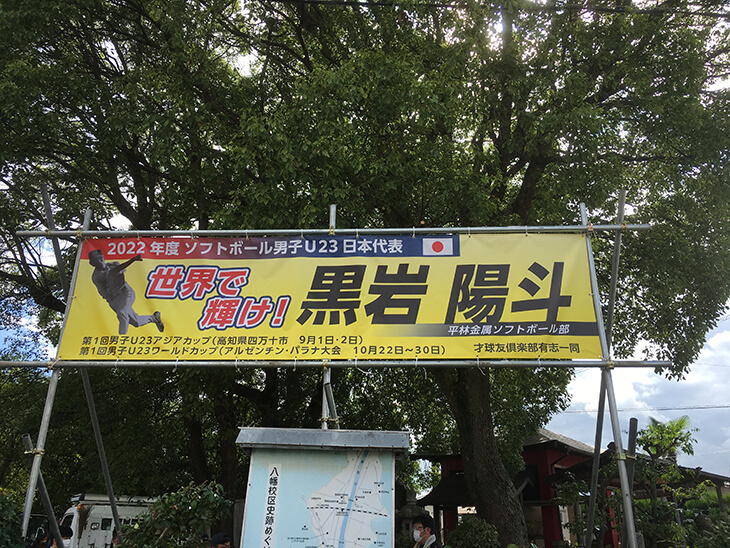 2022年度 ソフトボール男子U23日本代表
世界で
輝け!
黒岩 陽斗
平林金属ソフトボール部
第1回男子U23アジアカップ(高知県四万十市 9月1日・2日)
第1回男子U23ワールドカップ(アルゼンチン・パラナ大会 10月22日~30日)
才球友倶楽部有志一同
八幡校区史跡めぐ